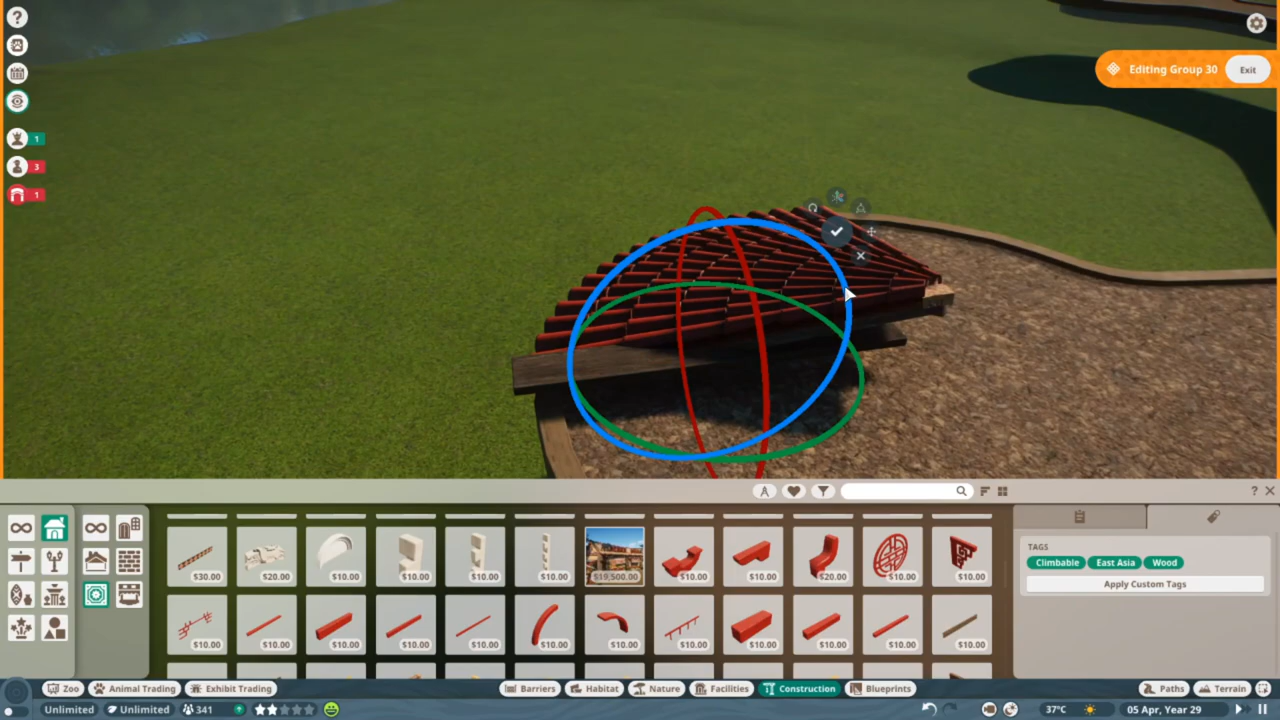 ?
Editing Group 30
Exit
1
3
1
? ×
$30.00 $20.00 $10.00 $10.00 $10.00 $10.00 $19,500.00 $10.00 $10.00 $20.00 $10.00 $10.00
$10.00 $10.00 $10.00 $10.00 $10.00 $10.00 $10.00 $10.00 $10.00 $10.00 $10.00 $10.00
TAGS
Climbable East Asia Wood
Apply Custom Tags
Zoo Animal Trading Exhibit Trading Barriers Habitat Nature Facilities Construction Blueprints Paths Terrain
Unlimited Unlimited 341 37°C 05 Apr, Year 29